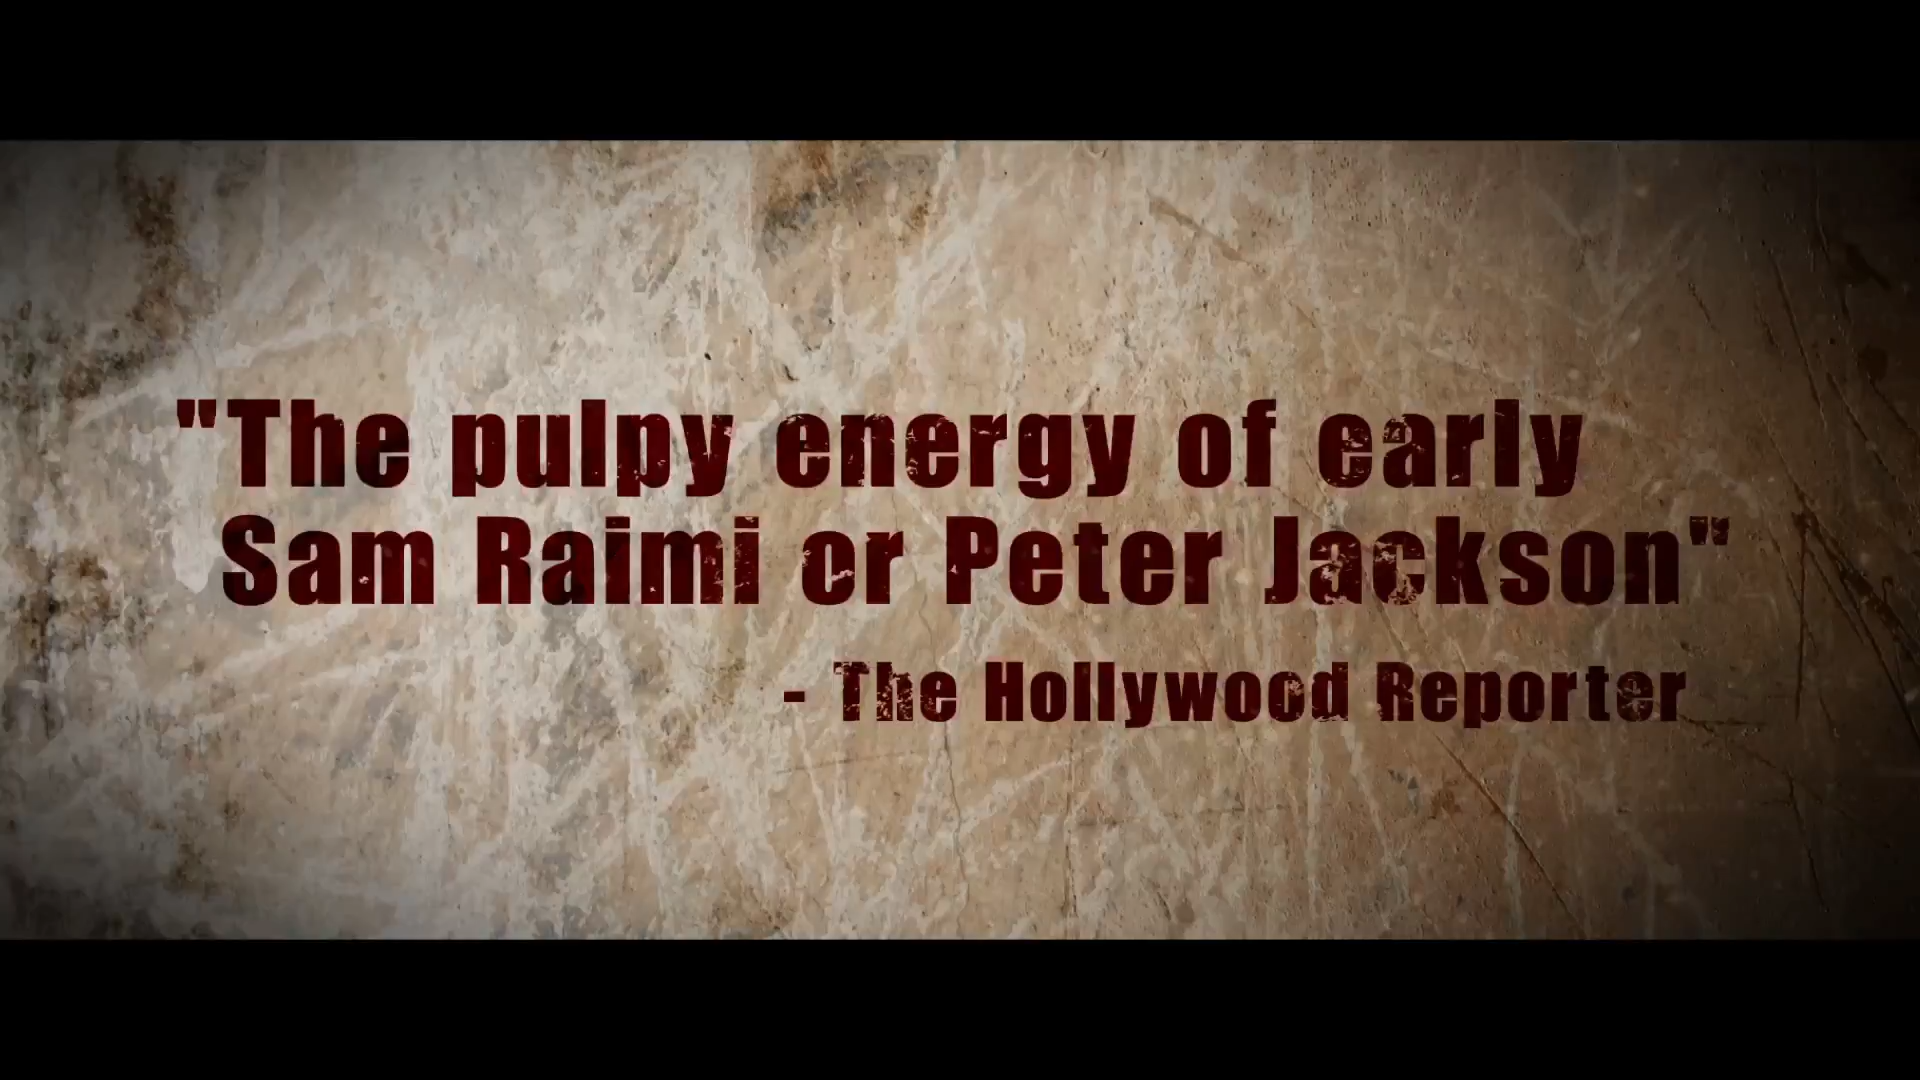 "The pulpy energy of early
Sam Raimi or Peter Jackson"
- The Hollywood Reporter